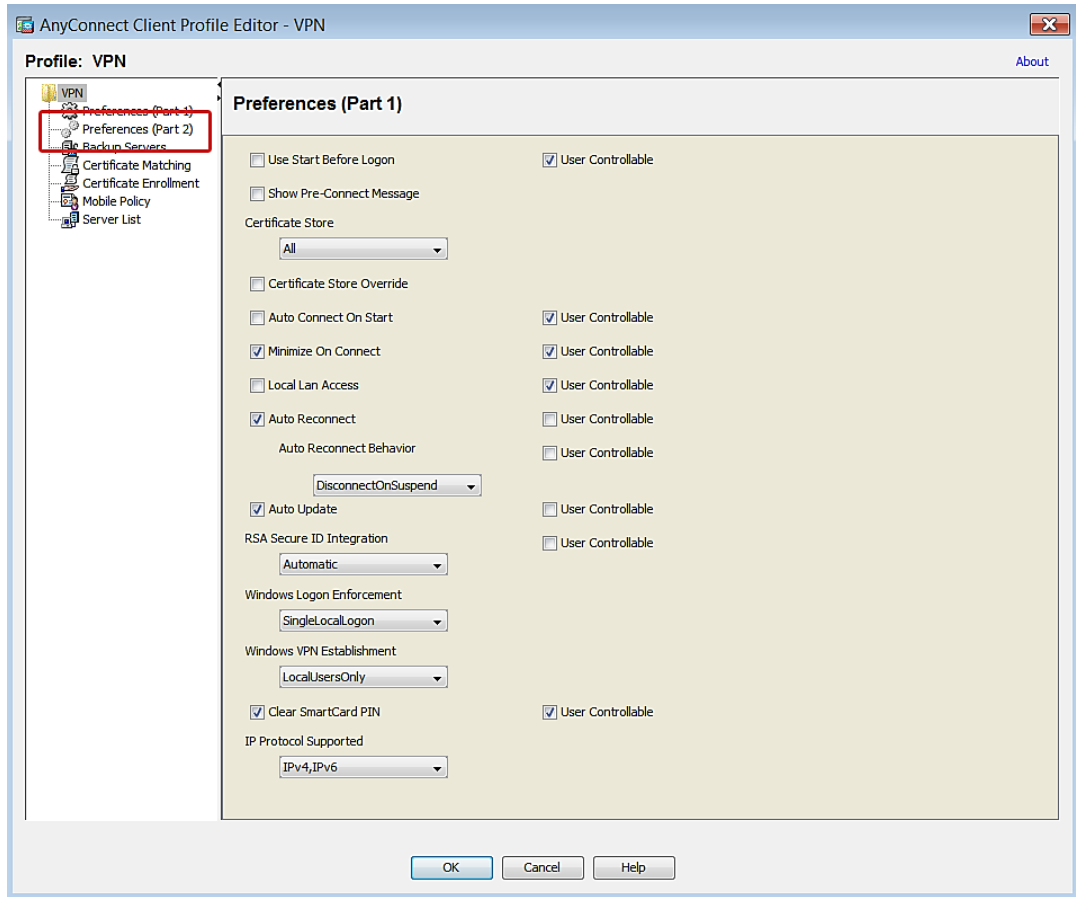 AnyConnect Client Profile Editor - VPN
Profile: VPN
About
VPN
Preferences (Part 1)
Preferences (Part 2)
Backup Servers
Certificate Matching
Certificate Enrollment
Mobile Policy
Server List
Preferences (Part 1)
Use Start Before Logon
User Controllable
Show Pre-Connect Message
Certificate Store
All
Certificate Store Override
Auto Connect On Start
User Controllable
Minimize On Connect
User Controllable
Local Lan Access
User Controllable
Auto Reconnect
User Controllable
Auto Reconnect Behavior
User Controllable
DisconnectOnSuspend
Auto Update
User Controllable
RSA Secure ID Integration
User Controllable
Automatic
Windows Logon Enforcement
SingleLocalLogon
Windows VPN Establishment
LocalUsersOnly
Clear SmartCard PIN
User Controllable
IP Protocol Supported
IPv4,IPv6
OK
Cancel
Help